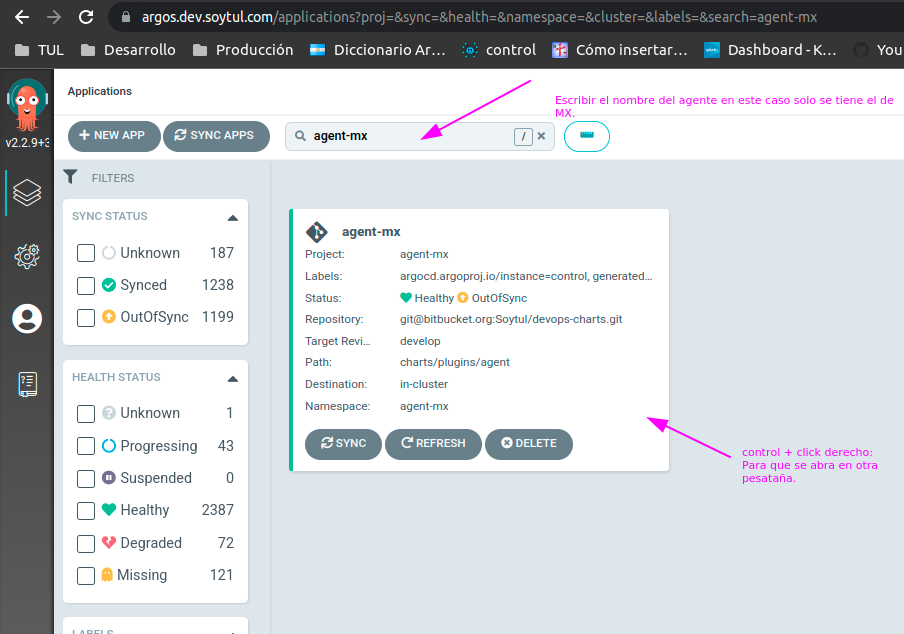 argos.dev.soytul.com/applications?proj=&sync=&health=&namespace=&cluster=&labels=&search=agent-mx
TUL Desarrollo Producción Diccionario Ar... control Cómo insertar... Dashboard - K... You
Applications
Escribir el nombre del agente en este caso solo se tiene el de
MX.
v2.2.9+3
NEW APP SYNC APPS agent-mx /
FILTERS
SYNC STATUS
Unknown 187
Synced 1238
OutOfSync 1199
HEALTH STATUS
Unknown 1
Progressing 43
Suspended 0
Healthy 2387
Degraded 72
Missing 121
LABELS
agent-mx
Project: agent-mx
Labels: argocd.argoproj.io/instance=control, generated...
Status: Healthy OutOfSync
Repository: git@bitbucket.org:Soytul/devops-charts.git
Target Revi... develop
Path: charts/plugins/agent
Destination: in-cluster
Namespace: agent-mx
SYNC REFRESH DELETE
control + click derecho:
Para que se abra en otra
pesataña.